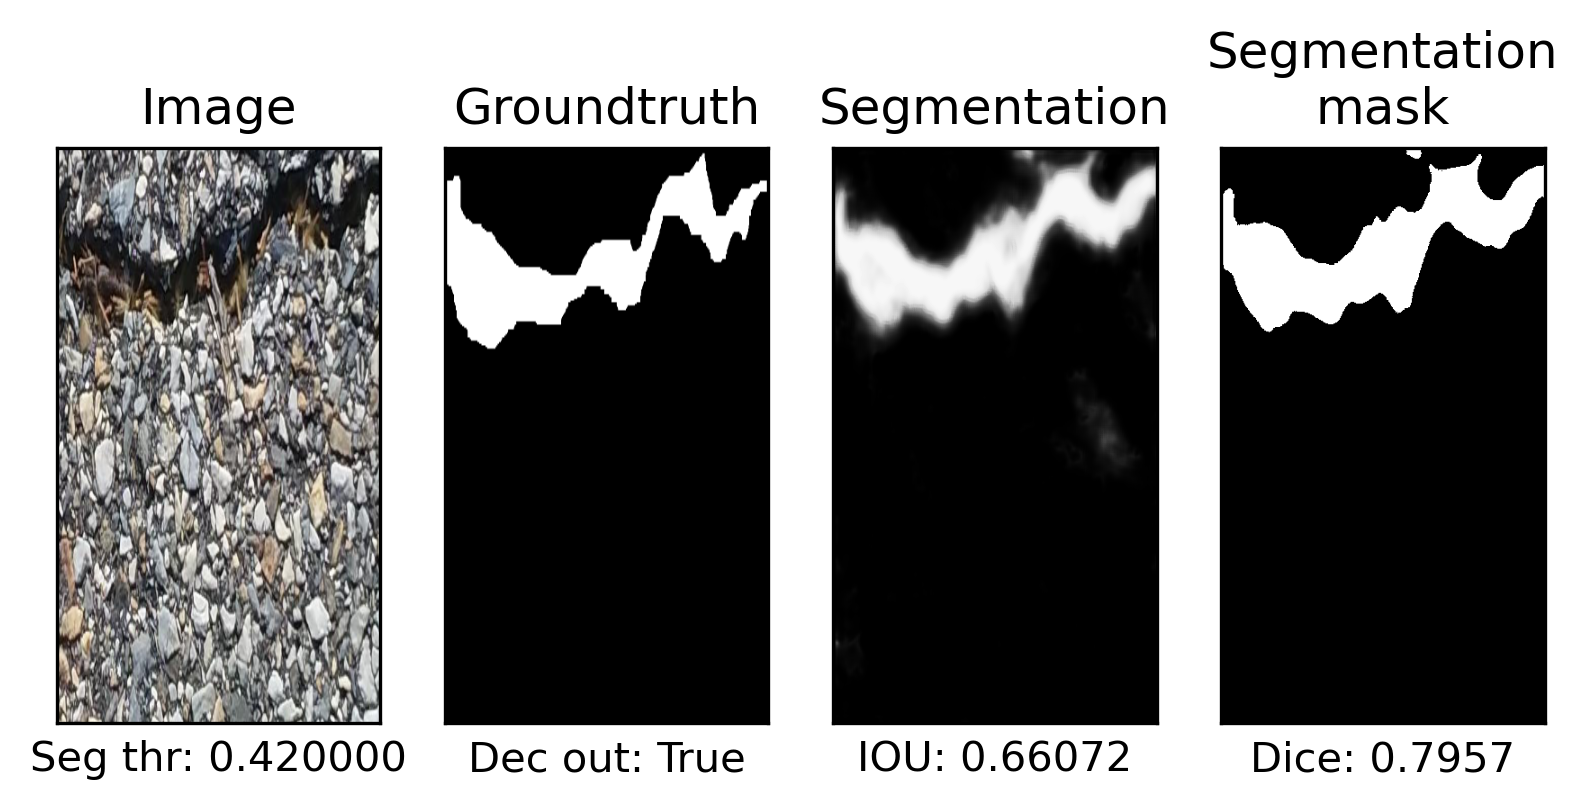 Image
Groundtruth
Segmentation
Segmentation
mask
Seg thr: 0.420000
Dec out: True
IOU: 0.66072
Dice: 0.7957